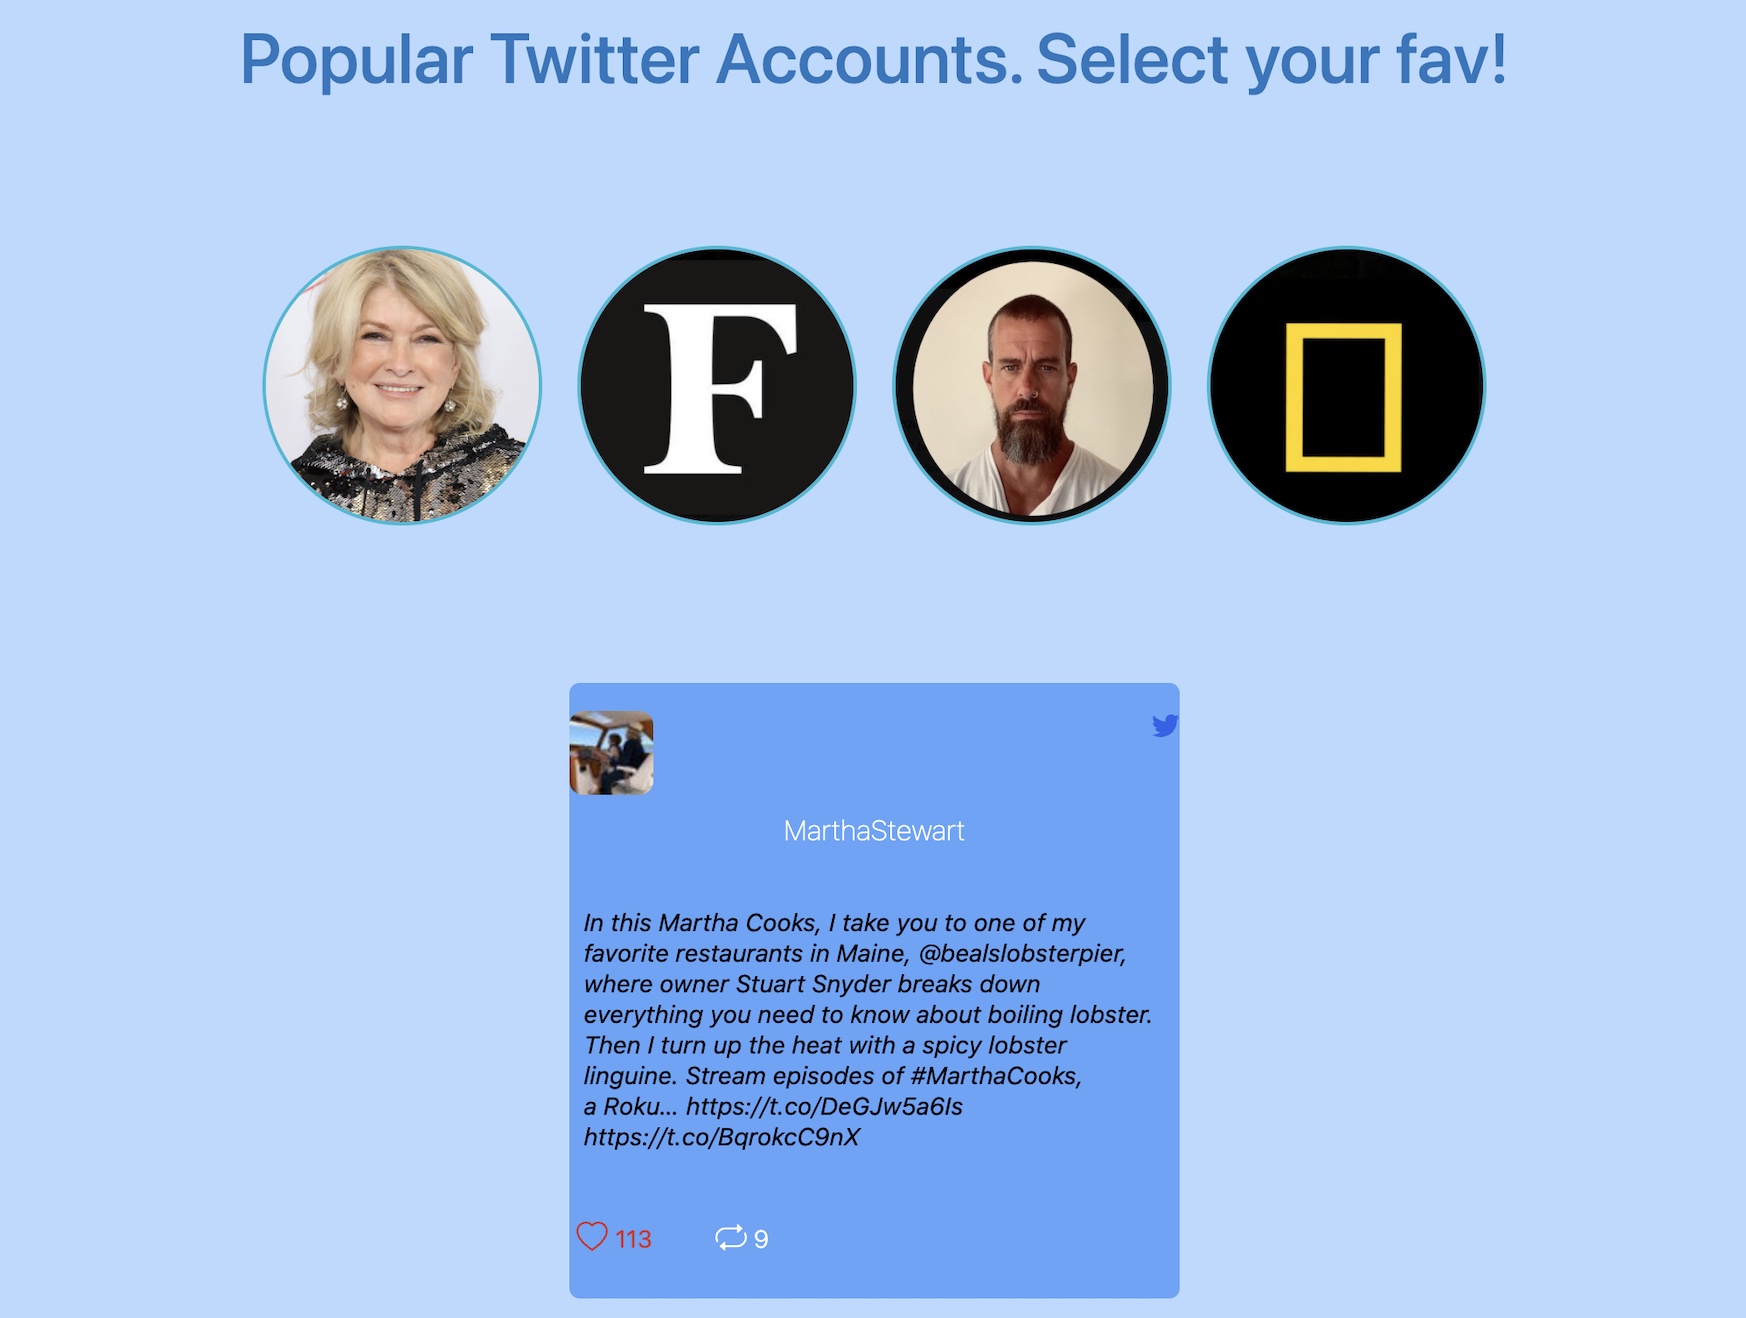 Popular Twitter Accounts. Select your fav!
F
MarthaStewart
In this Martha Cooks, I take you to one of my
favorite restaurants in Maine, @bealslobsterpier,
where owner Stuart Snyder breaks down
everything you need to know about boiling lobster.
Then I turn up the heat with a spicy lobster
linguine. Stream episodes of #MarthaCooks,
a Roku… https://t.co/DeGJw5a6Is
https://t.co/BqrokcC9nX
113 9